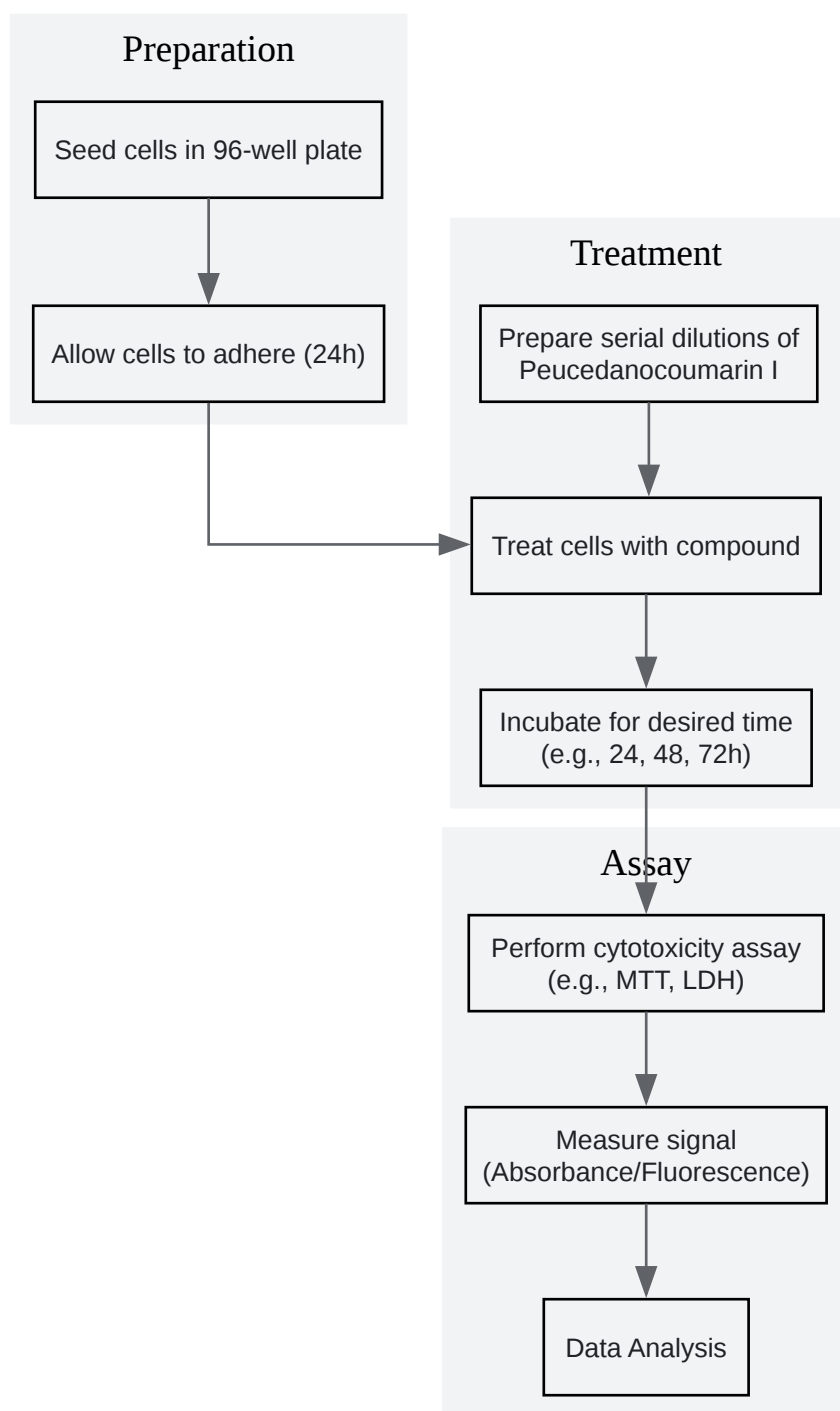 Preparation
Seed cells in 96-well plate
Allow cells to adhere (24h)
Treatment
Prepare serial dilutions of
Peucedanocoumarin I
Treat cells with compound
Incubate for desired time
(e.g., 24, 48, 72h)
Assay
Perform cytotoxicity assay
(e.g., MTT, LDH)
Measure signal
(Absorbance/Fluorescence)
Data Analysis